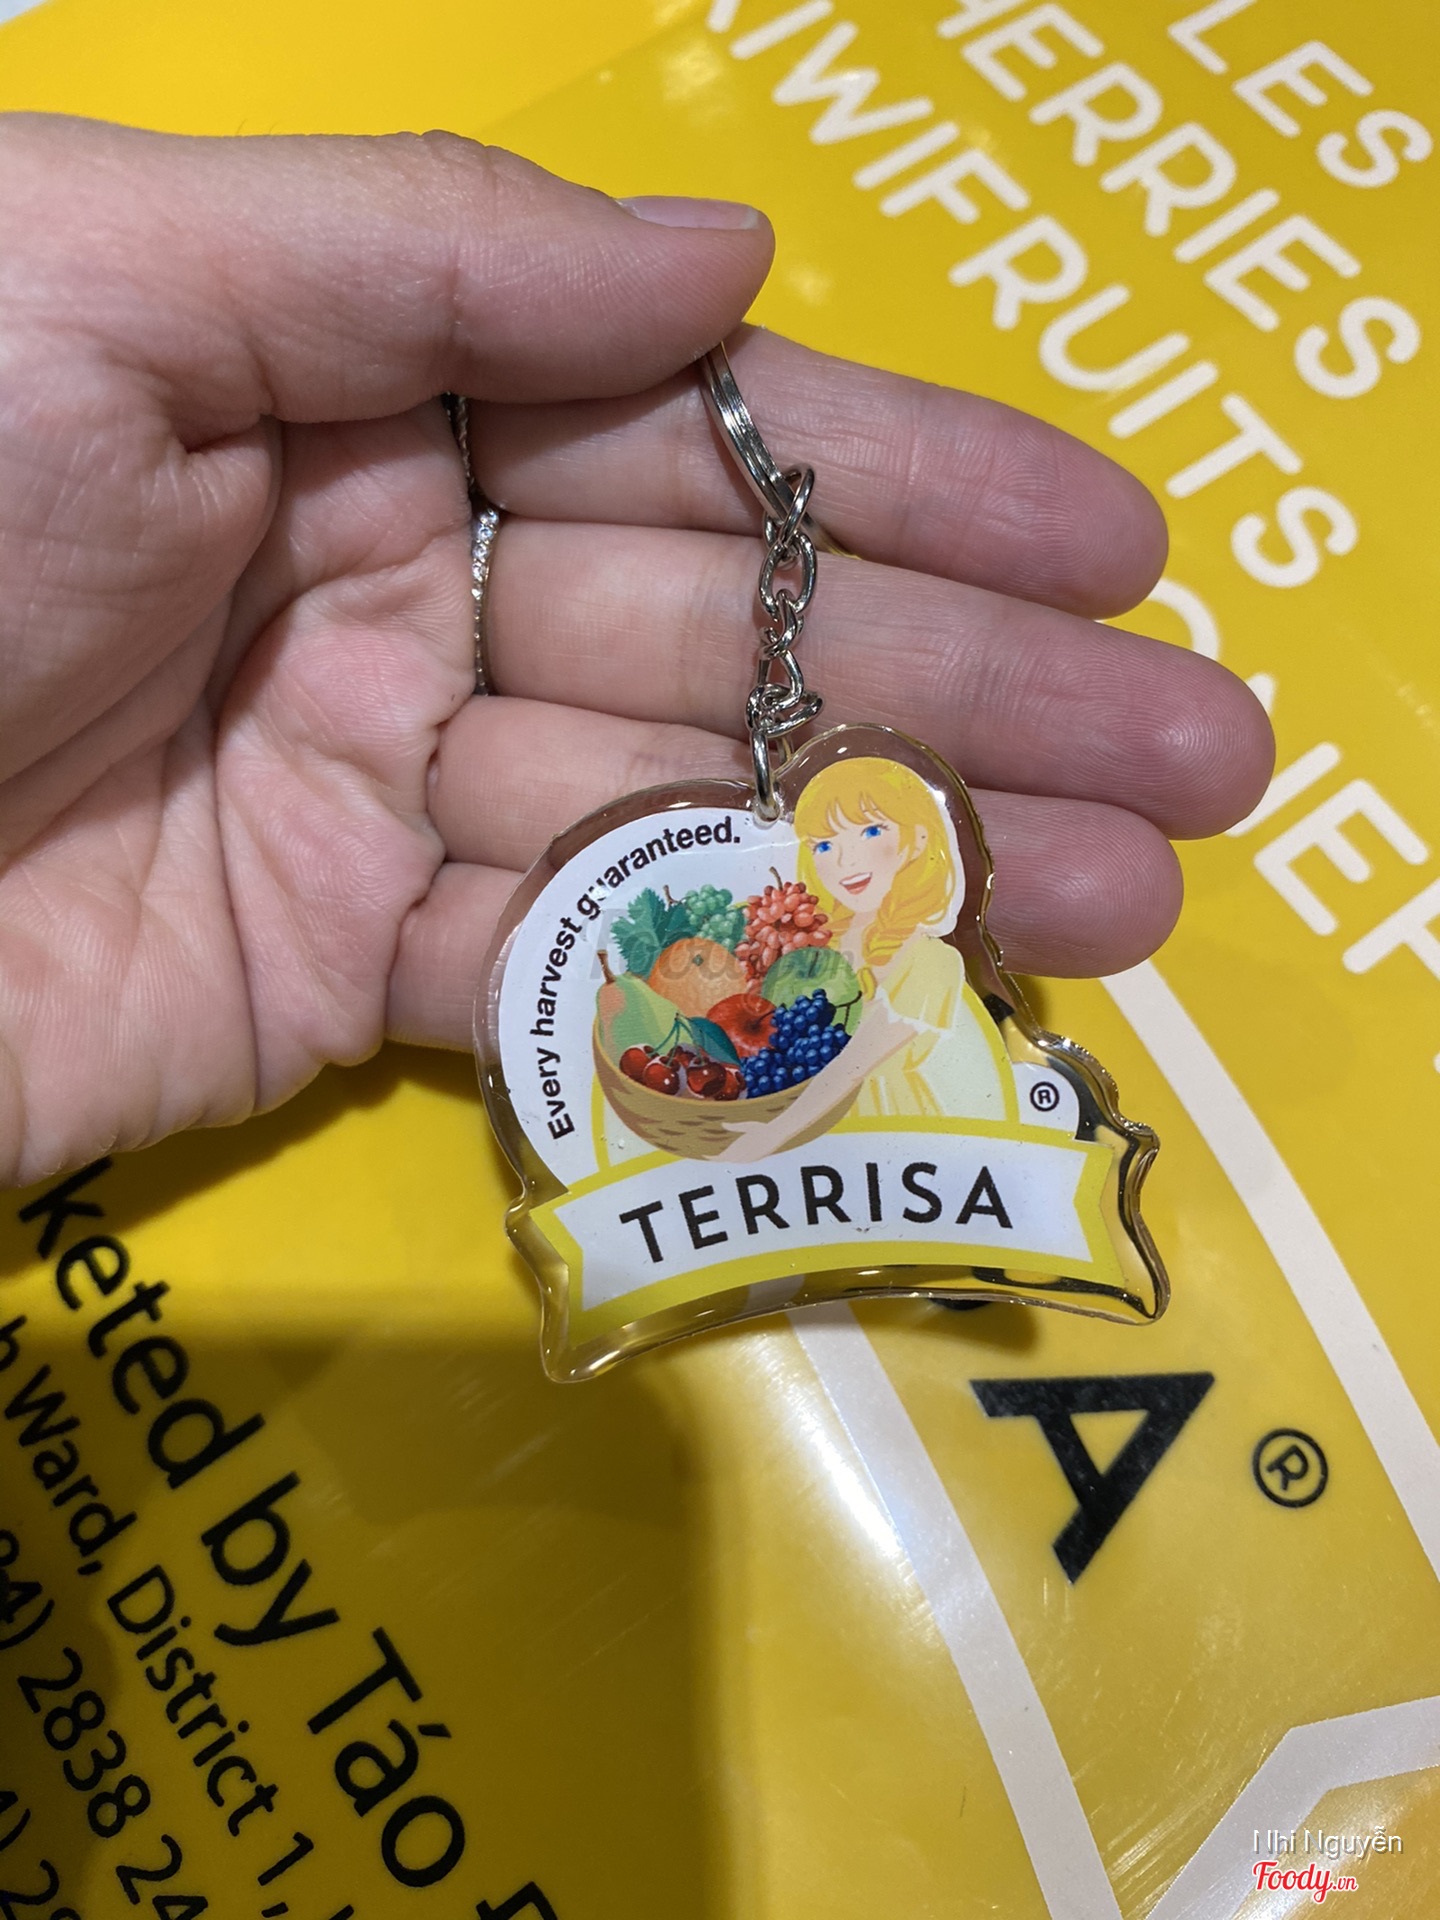 LES
HERRIES
KIWIFRUITS
Every harvest guaranteed.
®
TERRISA
A ®
keted by Táo
h Ward, District 1,
84) 2838 24
Nhi Nguyễn
Foody.vn